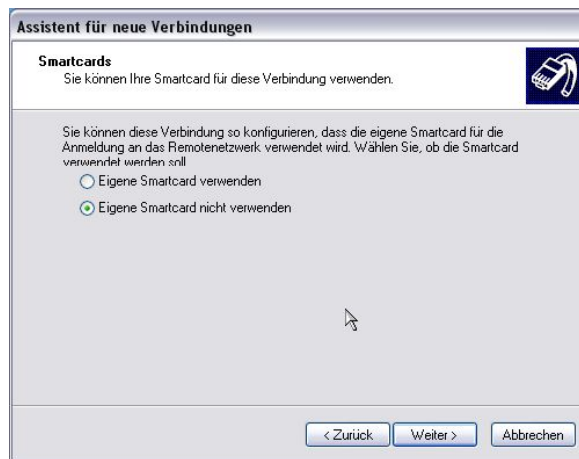 Assistent für neue Verbindungen
Smartcards
Sie können Ihre Smartcard für diese Verbindung verwenden.
Sie können diese Verbindung so konfigurieren, dass die eigene Smartcard für die
Anmeldung an das Remotenetzwerk verwendet wird. Wählen Sie, ob die Smartcard
verwendet werden soll
Eigene Smartcard verwenden
Eigene Smartcard nicht verwenden
< Zurück Weiter > Abbrechen